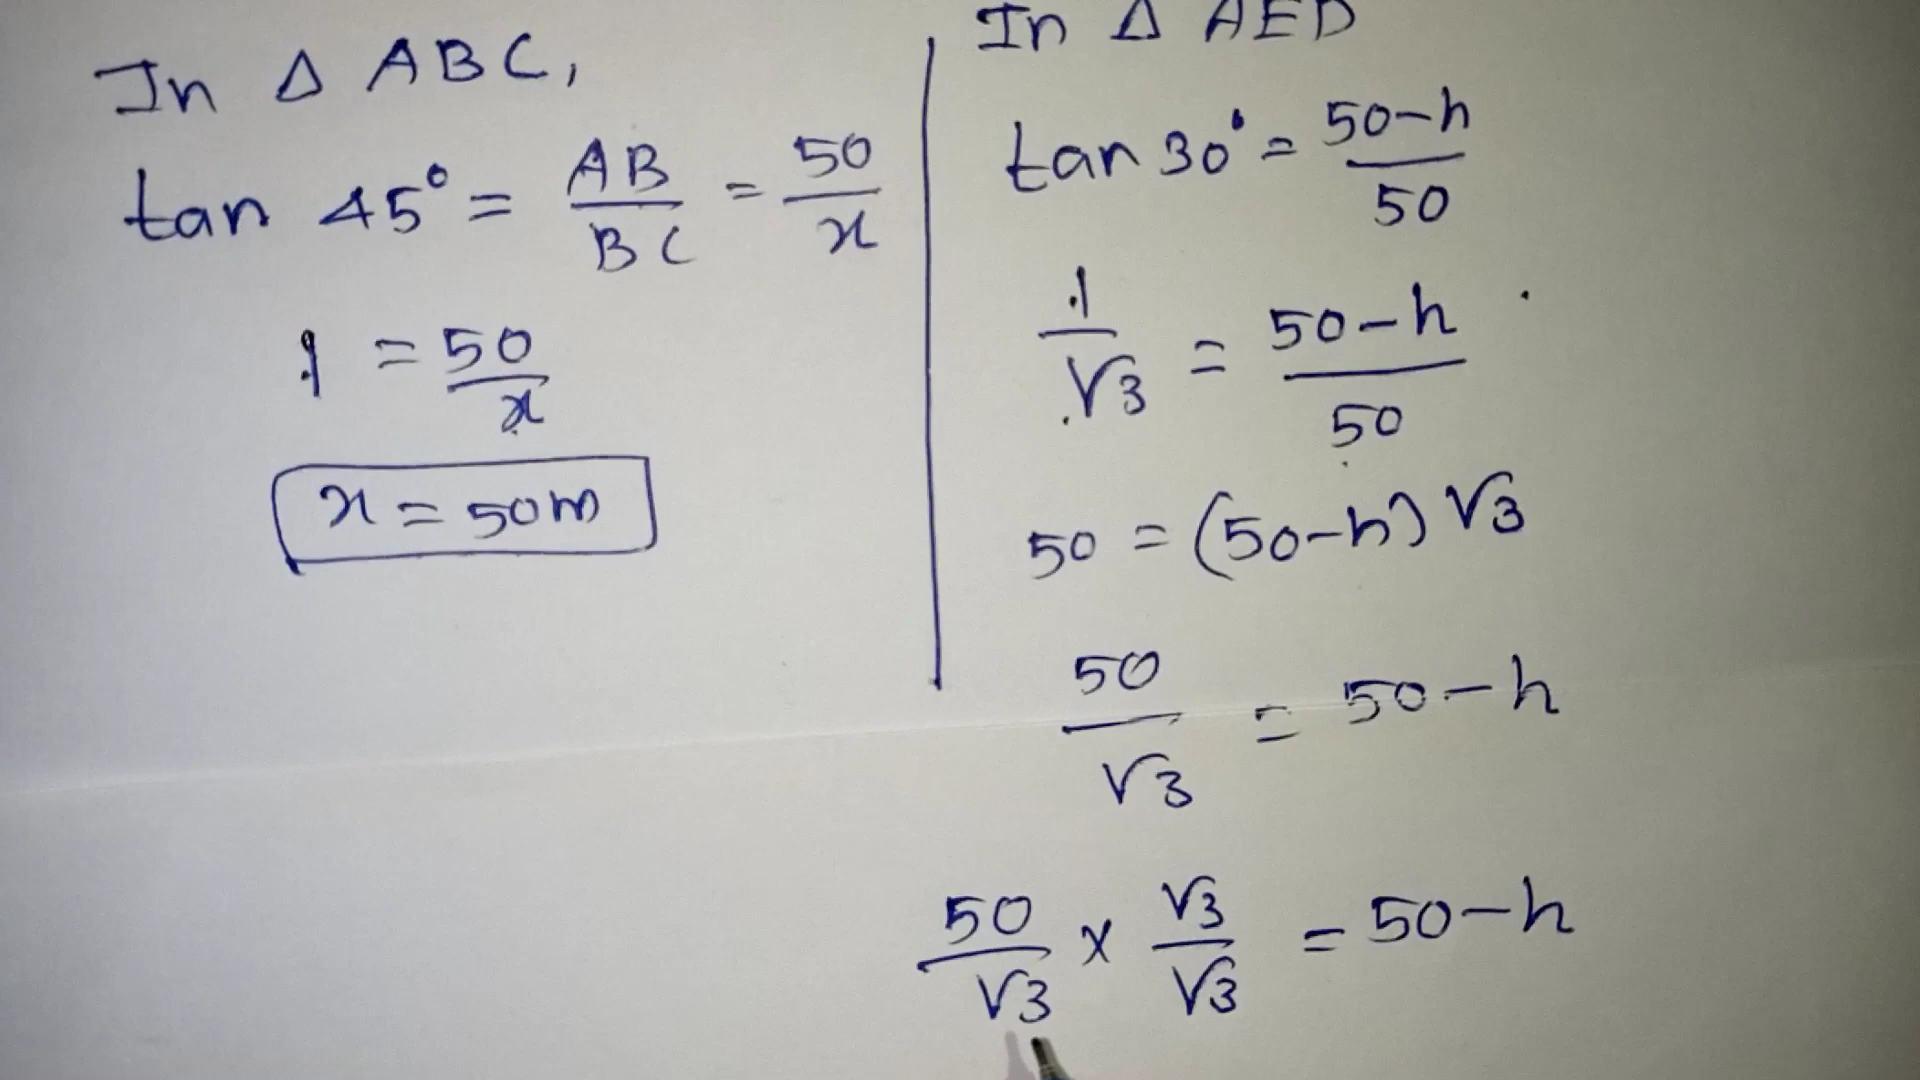 In Δ ABC,
tan 45° = AB/BC = 50/x
1 = 50/x
x = 50m
In Δ AED
tan 30° = 50-h/50
1/√3 = 50-h/50
50 = (50-h) √3
50/√3 = 50-h
50/√3 x √3/√3 = 50-h